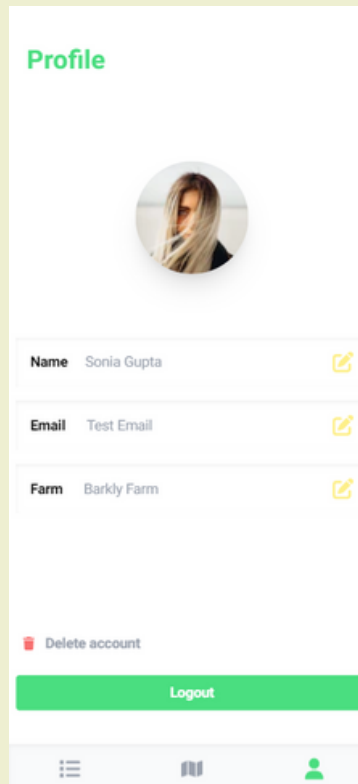 Profile
Name Sonia Gupta
Email Test Email
Farm Barkly Farm
Delete account
Logout